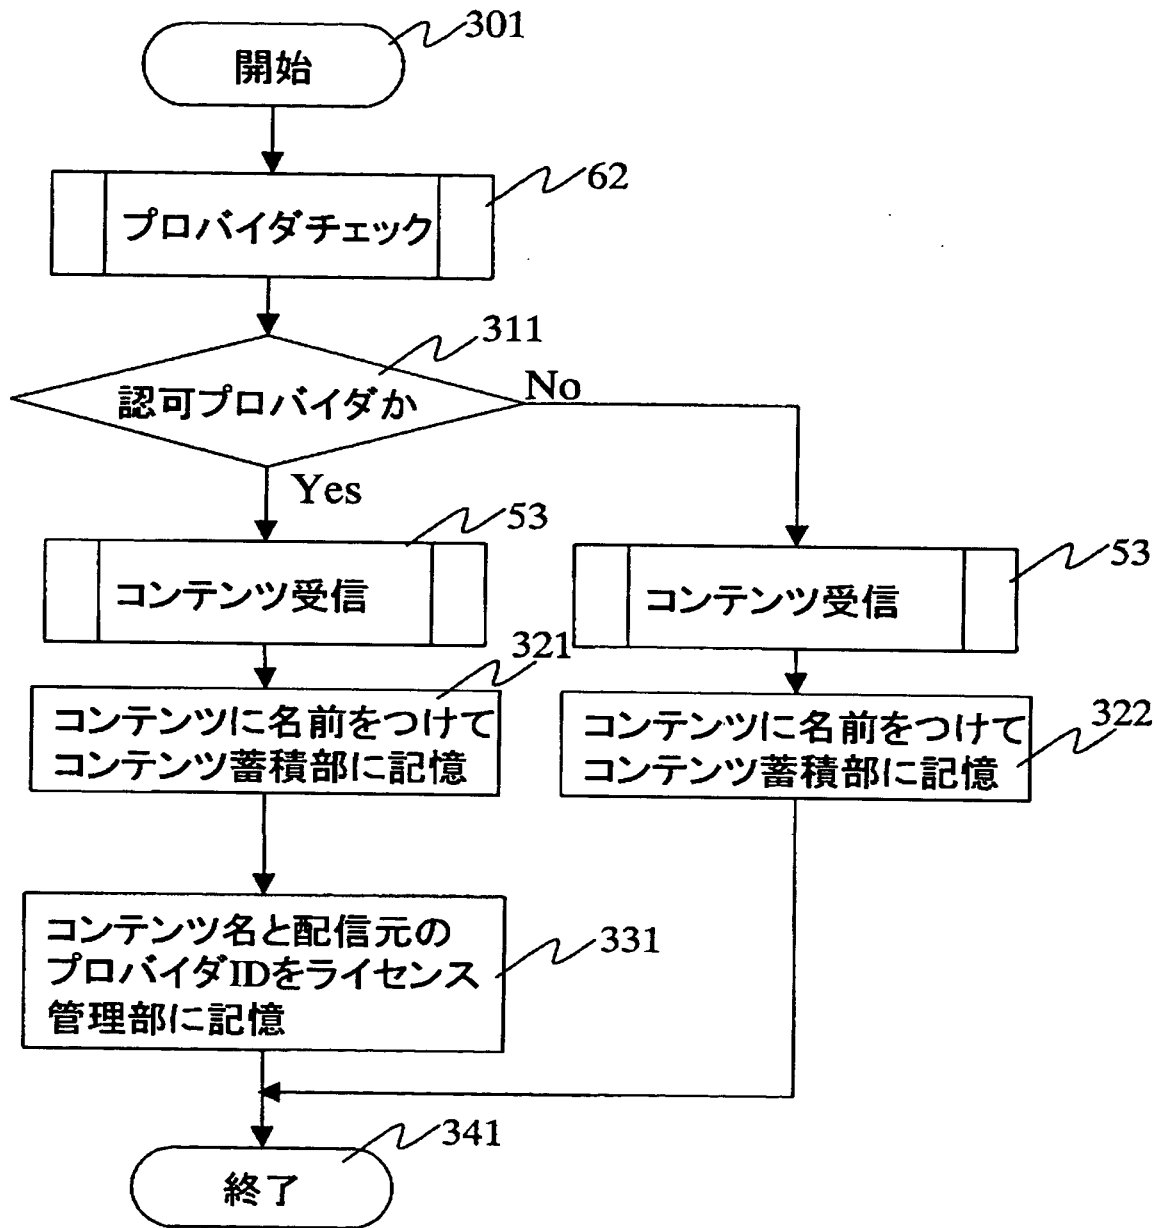 301
開始
62
プロバイダチェック
311
認可プロバイダか
No
Yes
53
コンテンツ受信
53
コンテンツ受信
321
コンテンツに名前をつけて
コンテンツ蓄積部に記憶
322
コンテンツに名前をつけて
コンテンツ蓄積部に記憶
331
コンテンツ名と配信元の
プロバイダIDをライセンス
管理部に記憶
341
終了